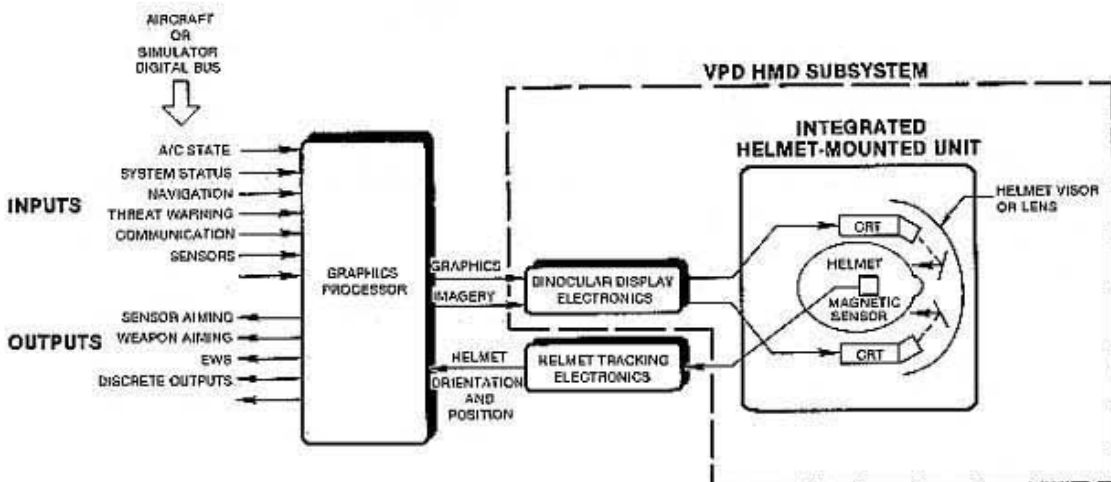 AIRCRAFT
OR
SIMULATOR
DIGITAL BUS
VPD HMD SUBSYSTEM
INTEGRATED
HELMET-MOUNTED UNIT
INPUTS
A/C STATE
SYSTEM STATUS
NAVIGATION
THREAT WARNING
COMMUNICATION
SENSORS
OUTPUTS
SENSOR AIMING
WEAPON AIMING
EWS
DISCRETE OUTPUTS
GRAPHICS
PROCESSOR
GRAPHICS
IMAGERY
BINOCULAR DISPLAY
ELECTRONICS
HELMET
ORIENTATION
AND
POSITION
HELMET TRACKING
ELECTRONICS
CRT
HELMET
MAGNETIC
SENSOR
CRT
HELMET VISOR
OR LENS